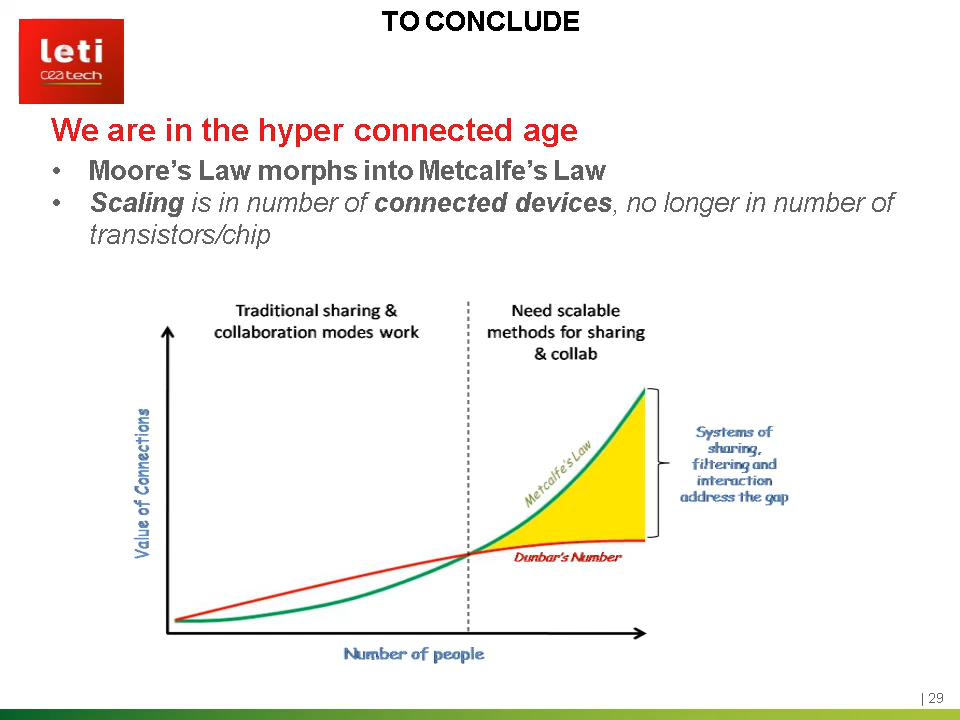 TO CONCLUDE
leti
ceatech
We are in the hyper connected age
• Moore's Law morphs into Metcalfe's Law
• Scaling is in number of connected devices, no longer in number of
transistors/chip
Traditional sharing &
collaboration modes work
Need scalable
methods for sharing
& collab
Value of Connections
Metcalfe's Law
Systems of
sharing,
filtering and
interaction
address the gap
Dunbar's Number
Number of people
| 29